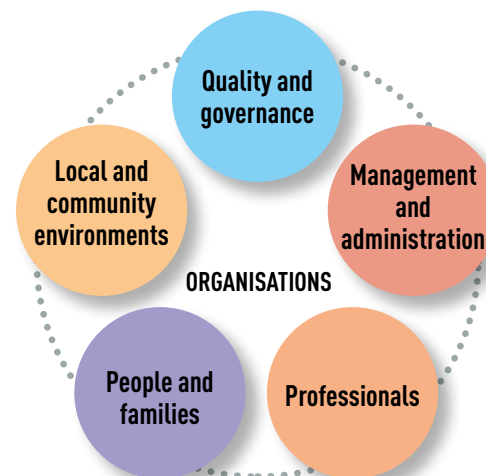 Quality and
governance
Local and
community
environments
Management
and
administration
ORGANISATIONS
People and
families
Professionals